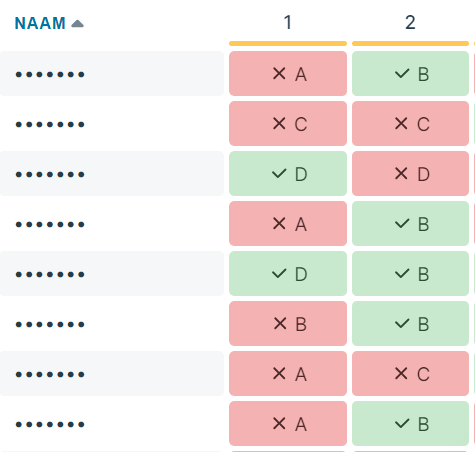 NAAM 1 2
••••••• ✕ A ✓ B
••••••• ✕ C ✕ C
••••••• ✓ D ✕ D
••••••• ✕ A ✓ B
••••••• ✓ D ✓ B
••••••• ✕ B ✓ B
••••••• ✕ A ✕ C
••••••• ✕ A ✓ B